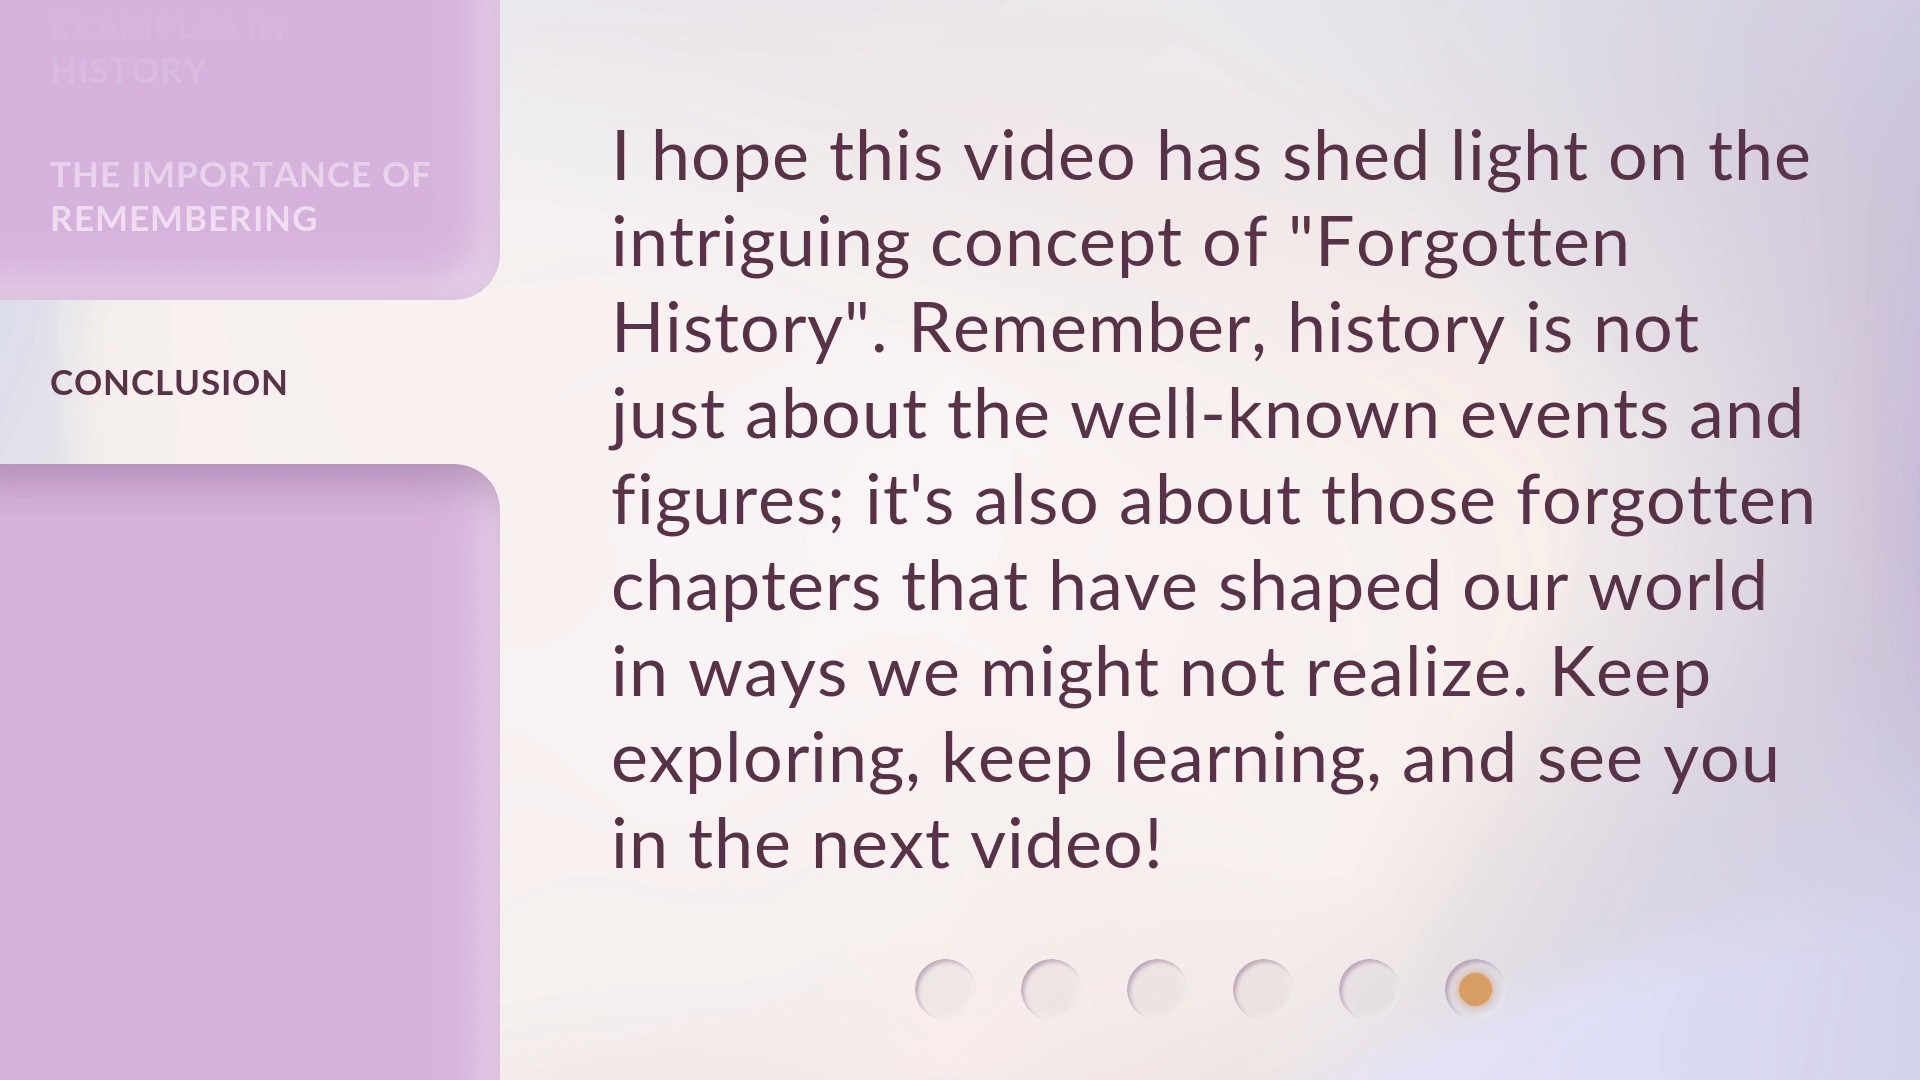 EXAMPLES IN
HISTORY
THE IMPORTANCE OF
REMEMBERING
CONCLUSION
I hope this video has shed light on the
intriguing concept of "Forgotten
History". Remember, history is not
just about the well-known events and
figures; it's also about those forgotten
chapters that have shaped our world
in ways we might not realize. Keep
exploring, keep learning, and see you
in the next video!